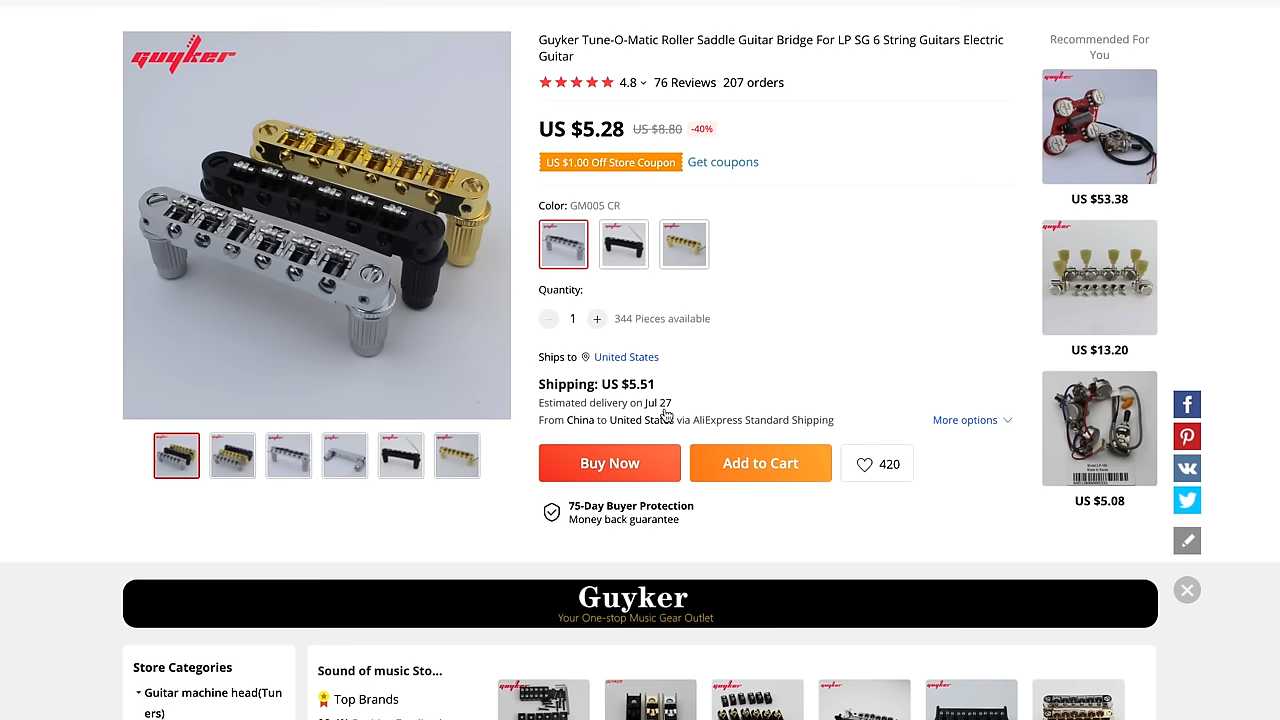 guyker
Guyker Tune-O-Matic Roller Saddle Guitar Bridge For LP SG 6 String Guitars Electric
Guitar
4.8 76 Reviews 207 orders
US $5.28 US $8.80 -40%
US $1.00 Off Store Coupon Get coupons
Color: GM005 CR
Quantity:
1 + 344 Pieces available
Ships to United States
Shipping: US $5.51
Estimated delivery on Jul 27
From China to United States via AliExpress Standard Shipping More options
Buy Now Add to Cart 420
75-Day Buyer Protection
Money back guarantee
Recommended For
You
guyker
US $53.38
guyker
US $13.20
US $5.08
Guyker
Your One-stop Music Gear Outlet
Store Categories
Guitar machine head(Tun
ers)
Sound of music Sto...
Top Brands